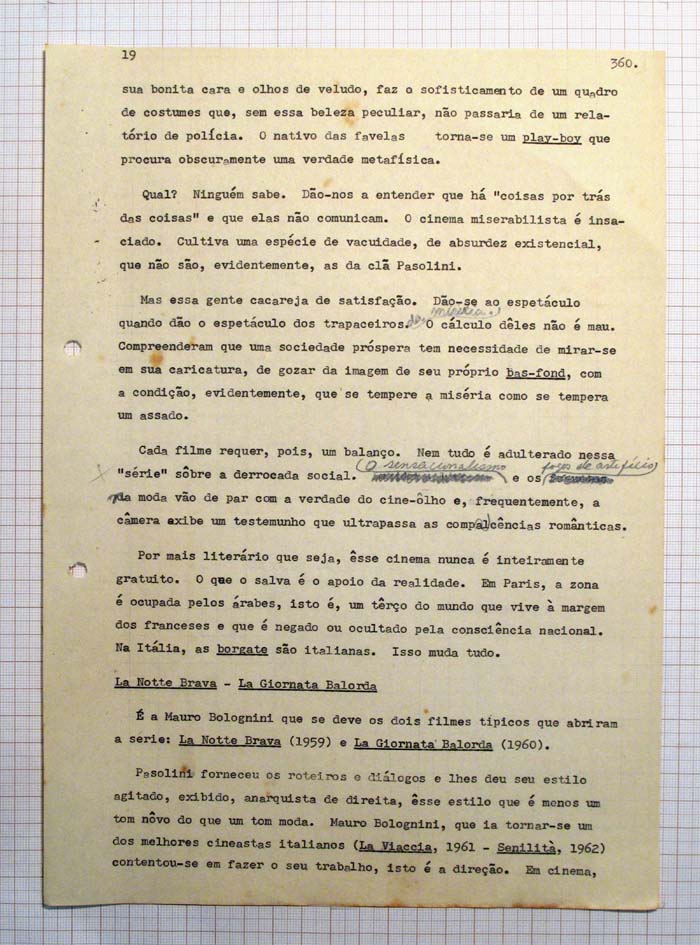 19
360.
sua bonita cara e olhos de veludo, faz o sofisticamento de um quadro
de costumes que, sem essa beleza peculiar, não passaria de um rela-
tório de polícia. O nativo das favelas torna-se um play-boy que
procura obscuramente uma verdade metafísica.
Qual? Ninguém sabe. Dão-nos a entender que há "coisas por trás
das coisas" e que elas não comunicam. O cinema miserabilista é insa-
ciado. Cultiva uma espécie de vacuidade, de absurdez existencial,
que não são, evidentemente, as da clã Pasolini.
Mas essa gente cacareja de satisfação. Dão-se ao espetáculo
da miséria.
quando dão o espetáculo dos trapaceiros. O cálculo dêles não é mau.
Compreenderam que uma sociedade próspera tem necessidade de mirar-se
em sua caricatura, de gozar da imagem de seu próprio bas-fond, com
a condição, evidentemente, que se tempere a miséria como se tempera
um assado.
Cada filme requer, pois, um balanço. Nem tudo é adulterado nessa
(O sensacionalismo fogos de artifício)
"série" sôbre a derrocada social. e os
da moda vão de par com a verdade do cine-ôlho e, frequentemente, a
câmera exibe um testemunho que ultrapassa as complacências românticas.
Por mais literário que seja, êsse cinema nunca é inteiramente
gratuito. O que o salva é o apoio da realidade. Em Paris, a zona
é ocupada pelos árabes, isto é, um têrço do mundo que vive à margem
dos franceses e que é negado ou ocultado pela consciência nacional.
Na Itália, as borgate são italianas. Isso muda tudo.
La Notte Brava - La Giornata Balorda
É a Mauro Bolognini que se deve os dois filmes típicos que abriram
a serie: La Notte Brava (1959) e La Giornata Balorda (1960).
Pasolini forneceu os roteiros e diálogos e lhes deu seu estilo
agitado, exibido, anarquista de direita, êsse estilo que é menos um
tom nôvo do que um tom moda. Mauro Bolognini, que ia tornar-se um
dos melhores cineastas italianos (La Viaccia, 1961 - Senilità, 1962)
contentou-se em fazer o seu trabalho, isto é a direção. Em cinema,